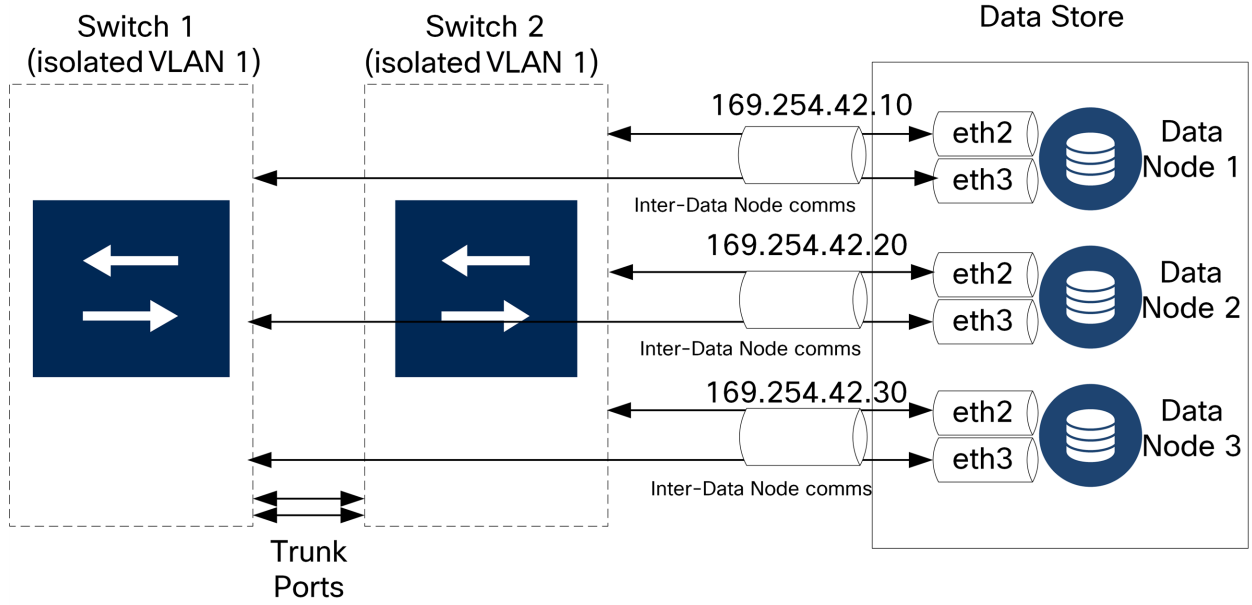 Switch 1
(isolated VLAN 1)
Switch 2
(isolated VLAN 1)
Data Store
169.254.42.10
eth2
eth3
Data
Node 1
Inter-Data Node comms
169.254.42.20
eth2
eth3
Data
Node 2
Inter-Data Node comms
169.254.42.30
eth2
eth3
Data
Node 3
Inter-Data Node comms
Trunk
Ports